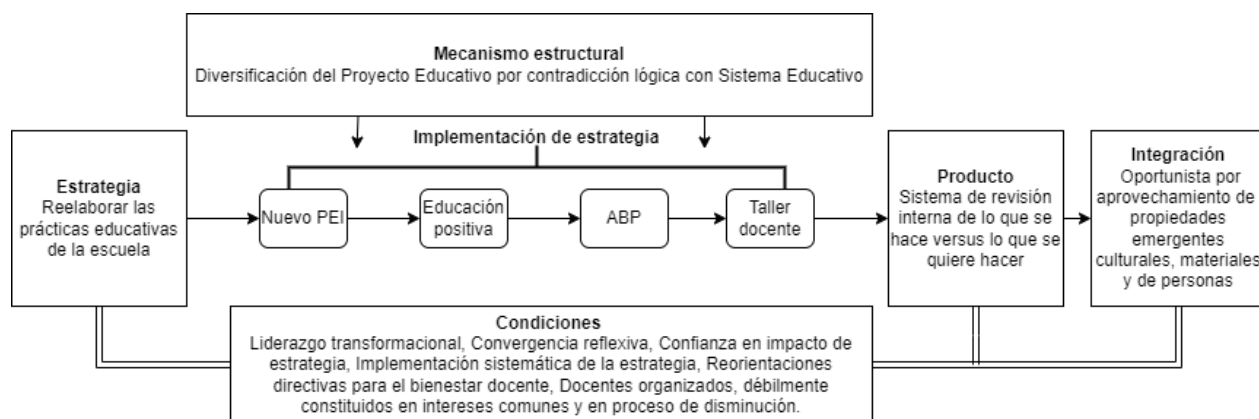 Mecanismo estructural
Diversificación del Proyecto Educativo por contradicción lógica con Sistema Educativo
Implementación de estrategia
Estrategia
Reelaborar las
prácticas educativas
de la escuela
Nuevo PEI
Educación
positiva
ABP
Taller
docente
Producto
Sistema de revisión
interna de lo que se
hace versus lo que se
quiere hacer
Integración
Oportunista por
aprovechamiento de
propiedades
emergentes
culturales, materiales
y de personas
Condiciones
Liderazgo transformacional, Convergencia reflexiva, Confianza en impacto de
estrategia, Implementación sistemática de la estrategia, Reorientaciones
directivas para el bienestar docente, Docentes organizados, débilmente
constituidos en intereses comunes y en proceso de disminución.